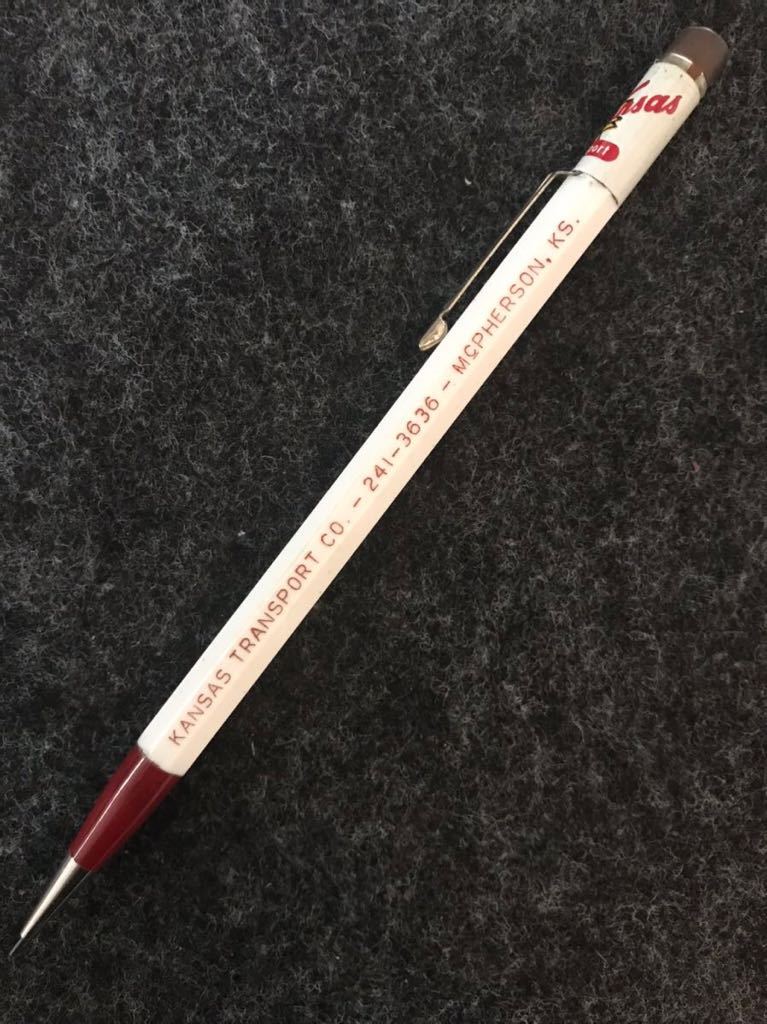 KANSAS TRANSPORT CO. - 241-3636 - McPHERSON, KS.